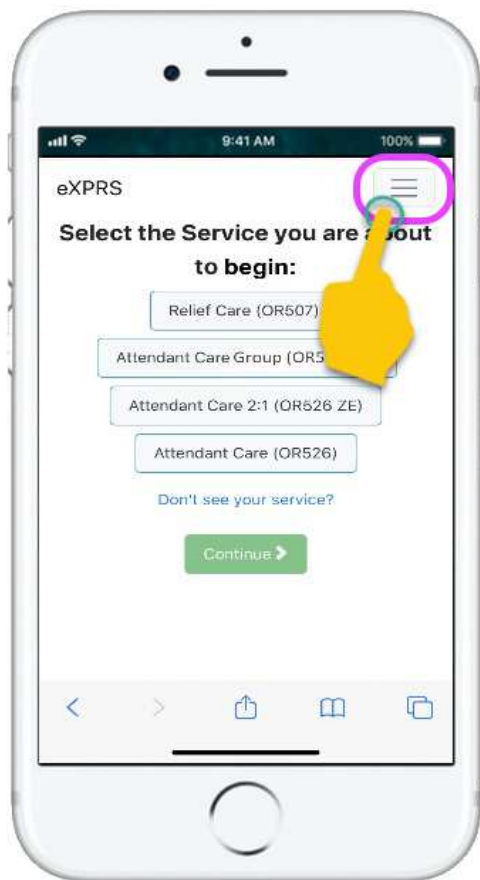 9:41 AM 100%
eXPRS
Select the Service you are about
to begin:
Relief Care (OR507)
Attendant Care Group
Attendant Care 2:1 (OR526 ZE)
Attendant Care (OR526)
Don't see your service?
Continue